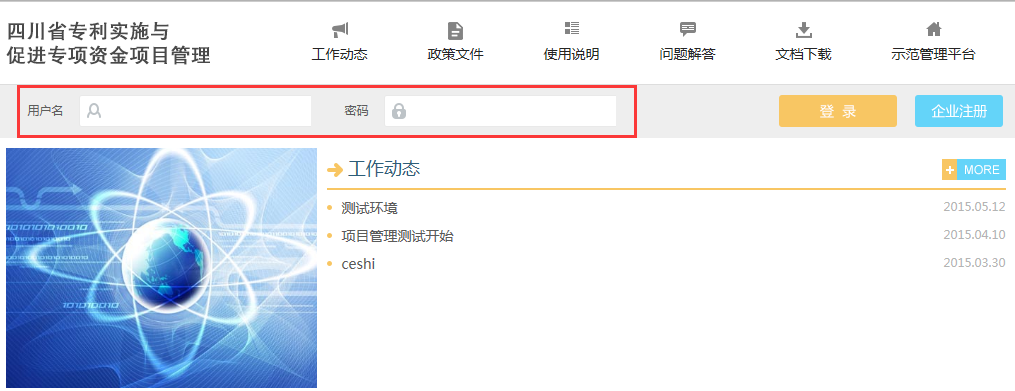 四川省专利实施与
促进专项资金项目管理
工作动态 政策文件 使用说明 问题解答 文档下载 示范管理平台
用户名 密码 登 录 企业注册
工作动态 + MORE
测试环境 2015.05.12
项目管理测试开始 2015.04.10
ceshi 2015.03.30